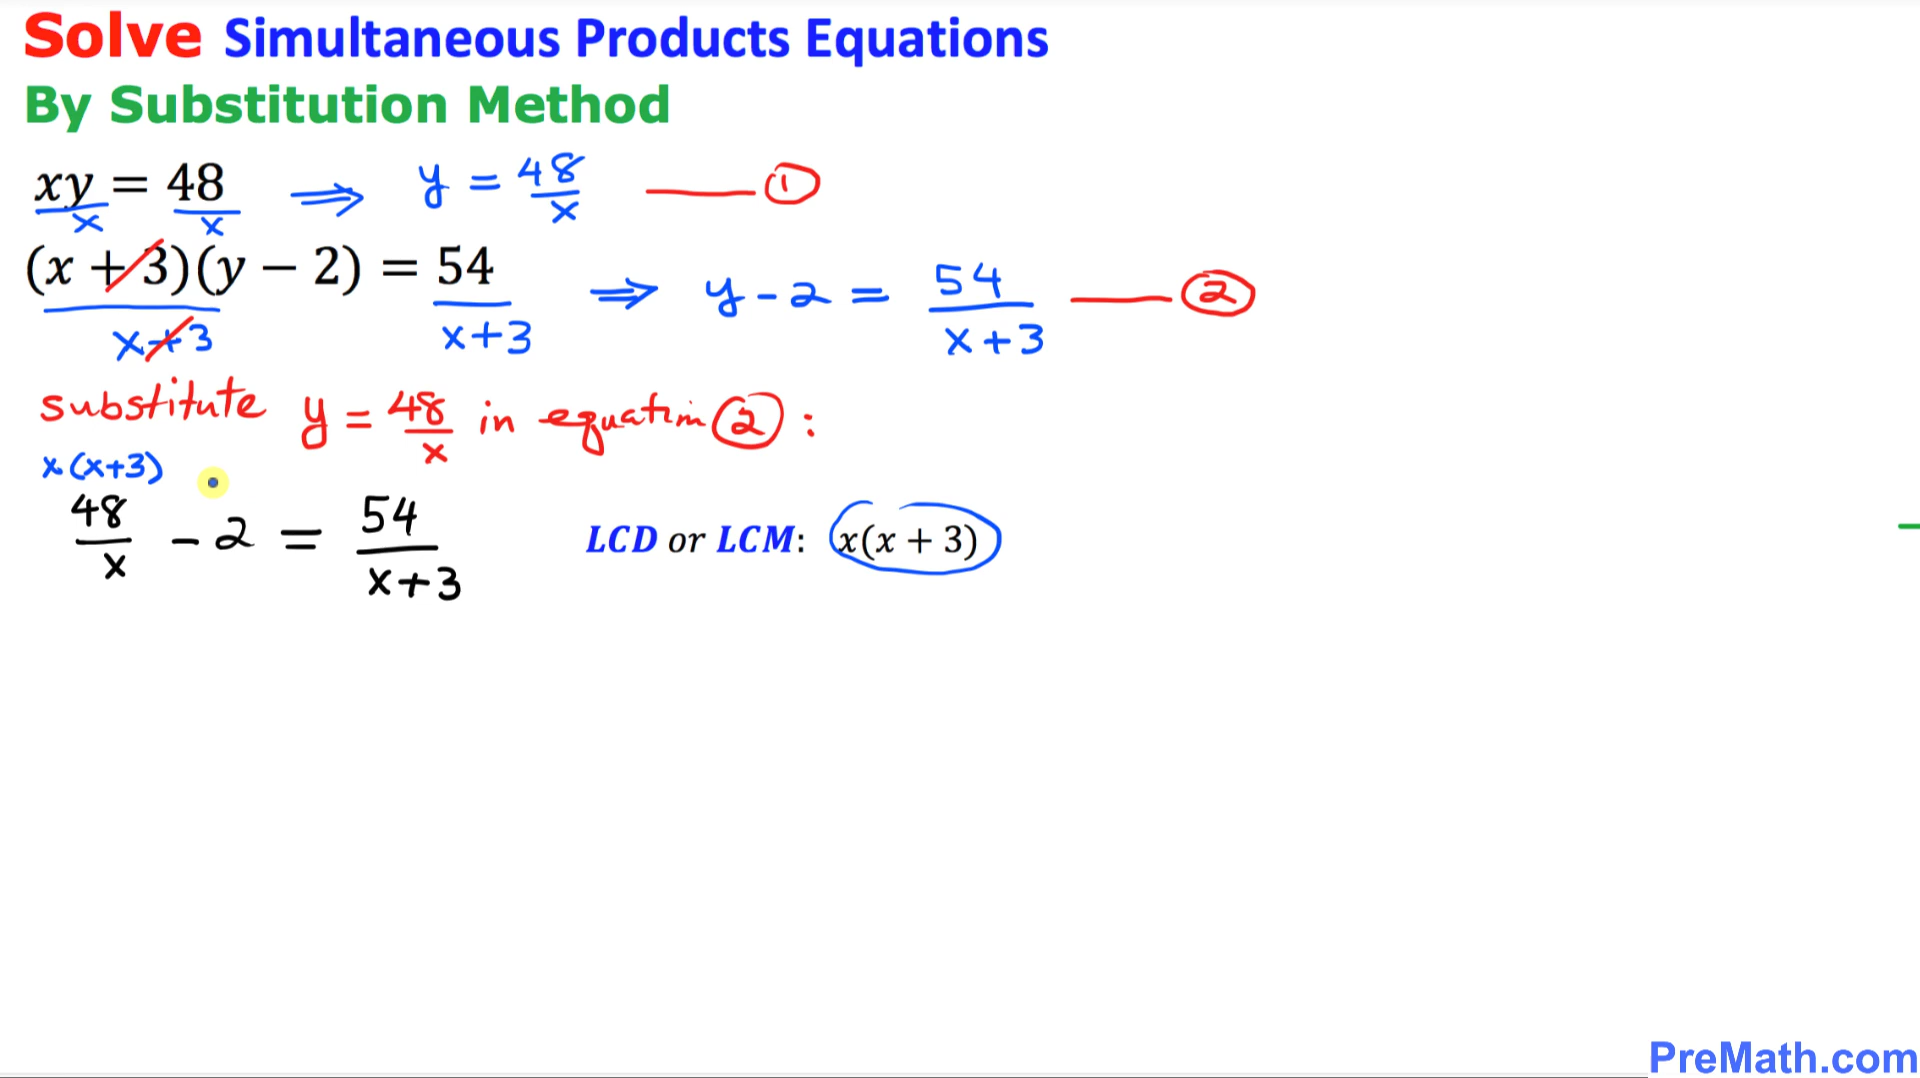 Solve Simultaneous Products Equations
By Substitution Method
xy/x = 48/x ⟹ y = 48/x —— ①
(x + 3)(y − 2)/x+3 = 54/x+3 ⟹ y - 2 = 54/x+3 —— ②
substitute y = 48/x in equation ② :
x(x+3)
48/x - 2 = 54/x+3 LCD or LCM: x(x + 3)
PreMath.com